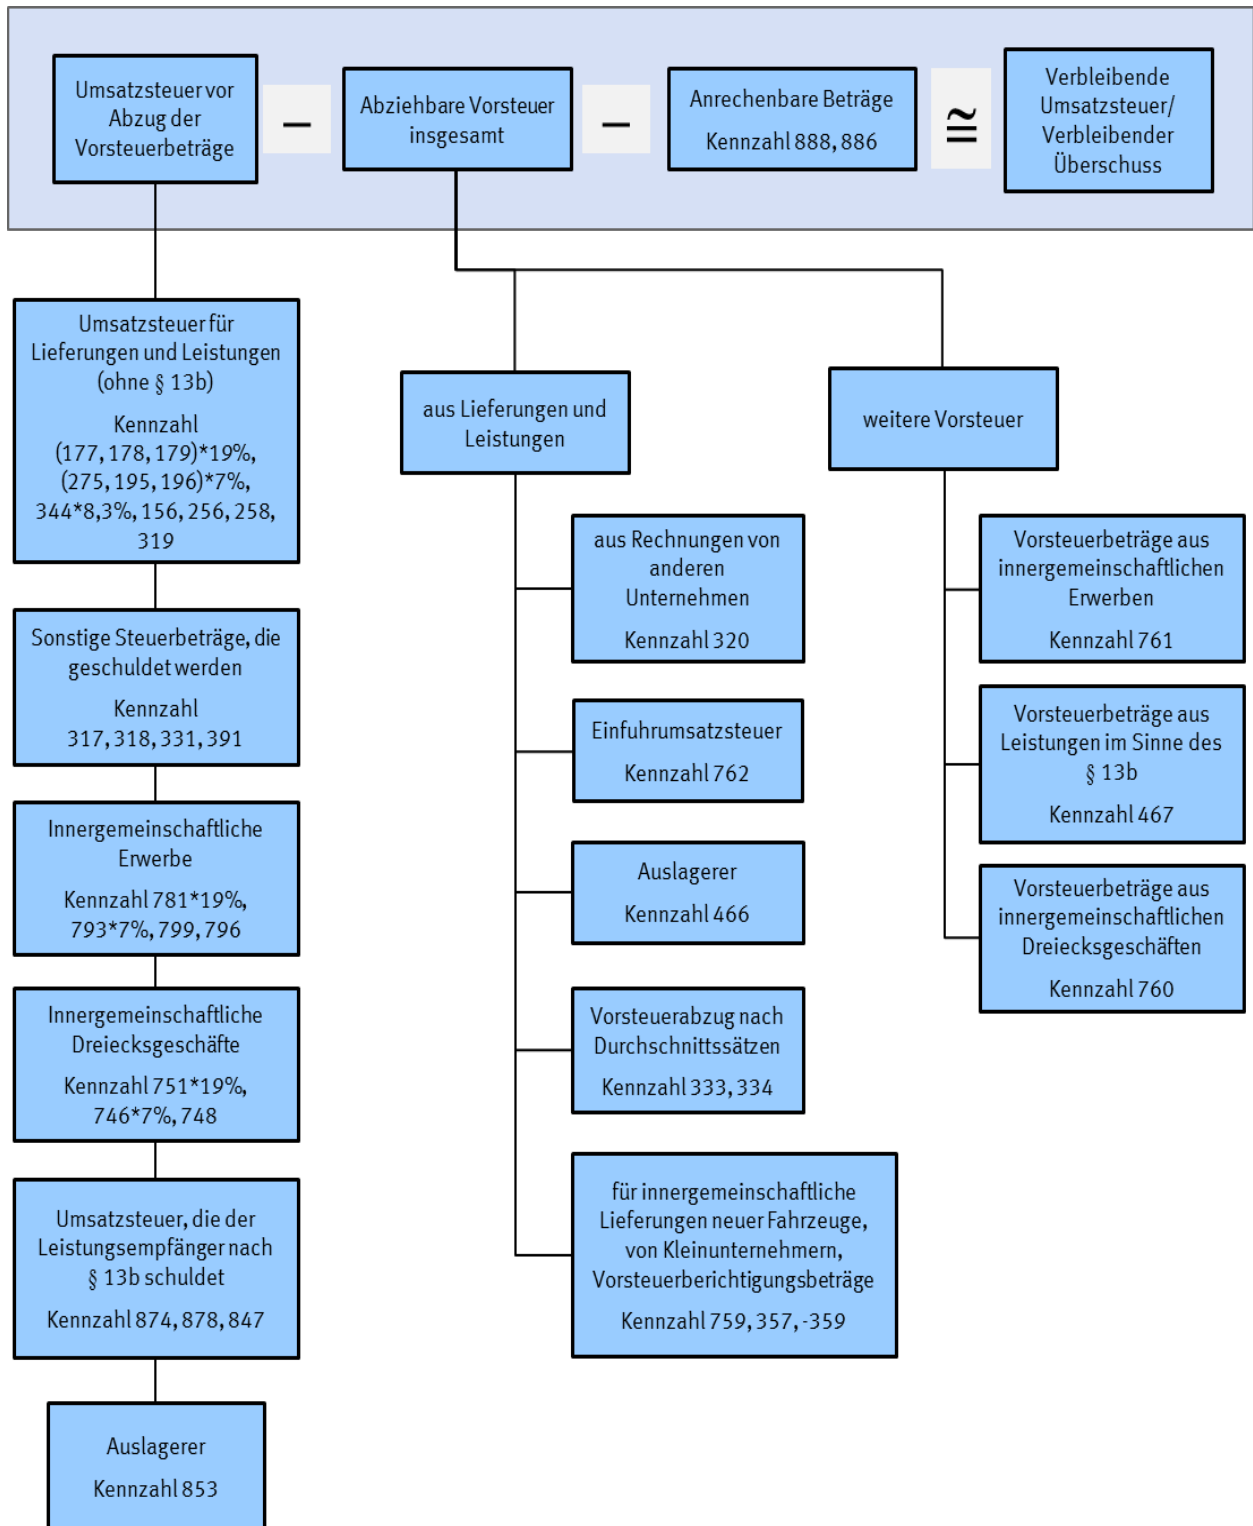 Umsatzsteuer vor
Abzug der
Vorsteuerbeträge
–
Abziehbare Vorsteuer
insgesamt
–
Anrechenbare Beträge
Kennzahl 888, 886
≅
Verbleibende
Umsatzsteuer/
Verbleibender
Überschuss
Umsatzsteuer für
Lieferungen und Leistungen
(ohne § 13b)
Kennzahl
(177, 178, 179)*19%,
(275, 195, 196)*7%,
344*8,3%, 156, 256, 258,
319
Sonstige Steuerbeträge, die
geschuldet werden
Kennzahl
317, 318, 331, 391
Innergemeinschaftliche
Erwerbe
Kennzahl 781*19%,
793*7%, 799, 796
Innergemeinschaftliche
Dreiecksgeschäfte
Kennzahl 751*19%,
746*7%, 748
Umsatzsteuer, die der
Leistungsempfänger nach
§ 13b schuldet
Kennzahl 874, 878, 847
Auslagerer
Kennzahl 853
aus Lieferungen und
Leistungen
aus Rechnungen von
anderen
Unternehmen
Kennzahl 320
Einfuhrumsatzsteuer
Kennzahl 762
Auslagerer
Kennzahl 466
Vorsteuerabzug nach
Durchschnittssätzen
Kennzahl 333, 334
für innergemeinschaftliche
Lieferungen neuer Fahrzeuge,
von Kleinunternehmern,
Vorsteuerberichtigungsbeträge
Kennzahl 759, 357, -359
weitere Vorsteuer
Vorsteuerbeträge aus
innergemeinschaftlichen
Erwerben
Kennzahl 761
Vorsteuerbeträge aus
Leistungen im Sinne des
§ 13b
Kennzahl 467
Vorsteuerbeträge aus
innergemeinschaftlichen
Dreiecksgeschäften
Kennzahl 760